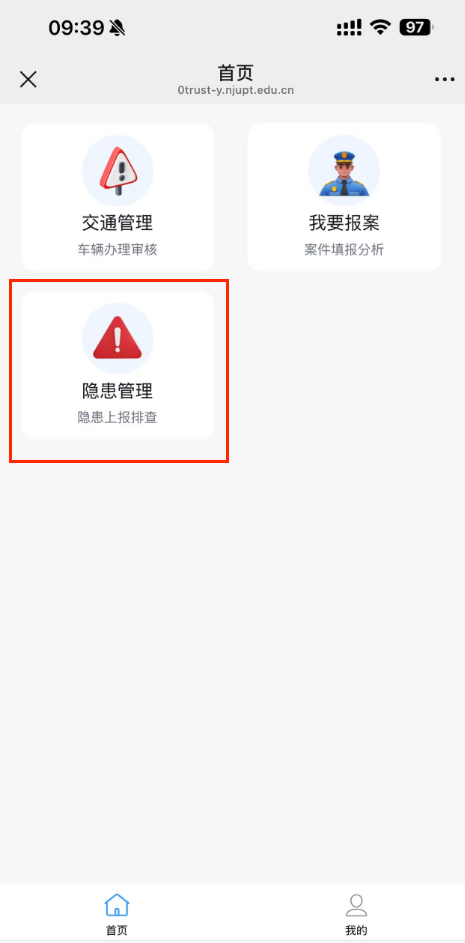 09:39
97
首页
0trust-y.njupt.edu.cn
交通管理
车辆办理审核
我要报案
案件填报分析
隐患管理
隐患上报排查
首页
我的